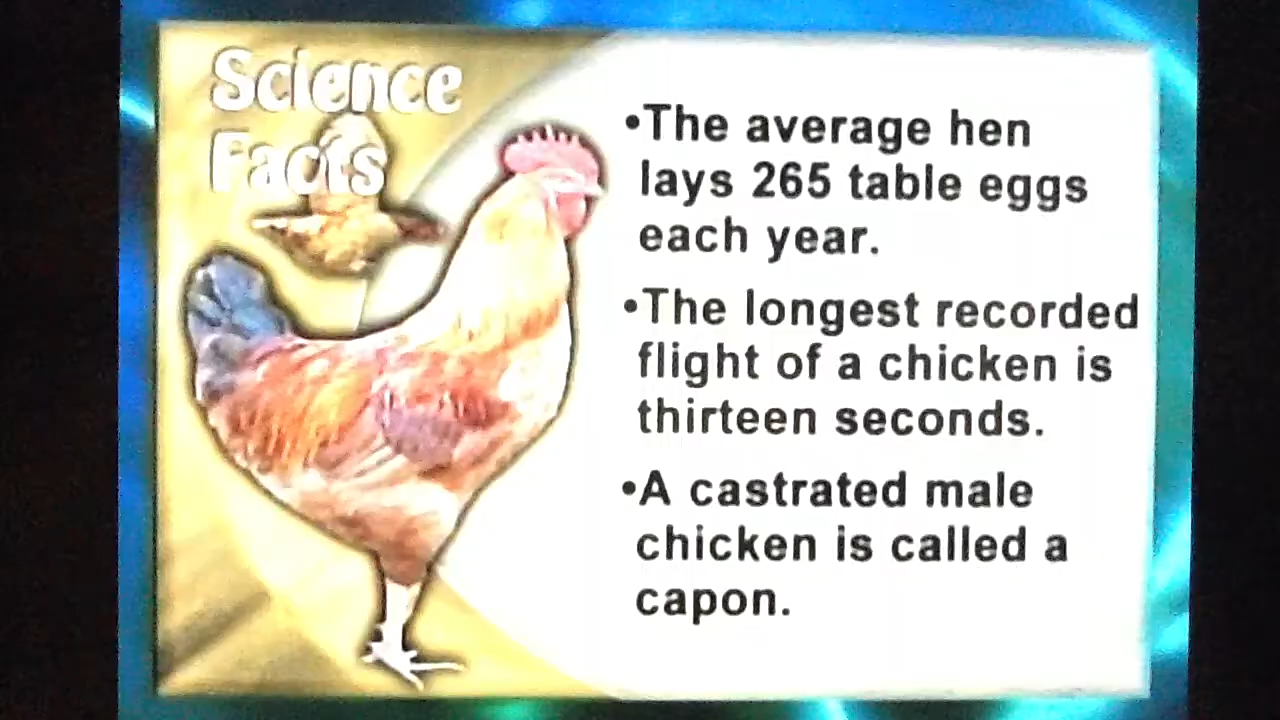 Science
Facts
•The average hen
lays 265 table eggs
each year.
•The longest recorded
flight of a chicken is
thirteen seconds.
•A castrated male
chicken is called a
capon.